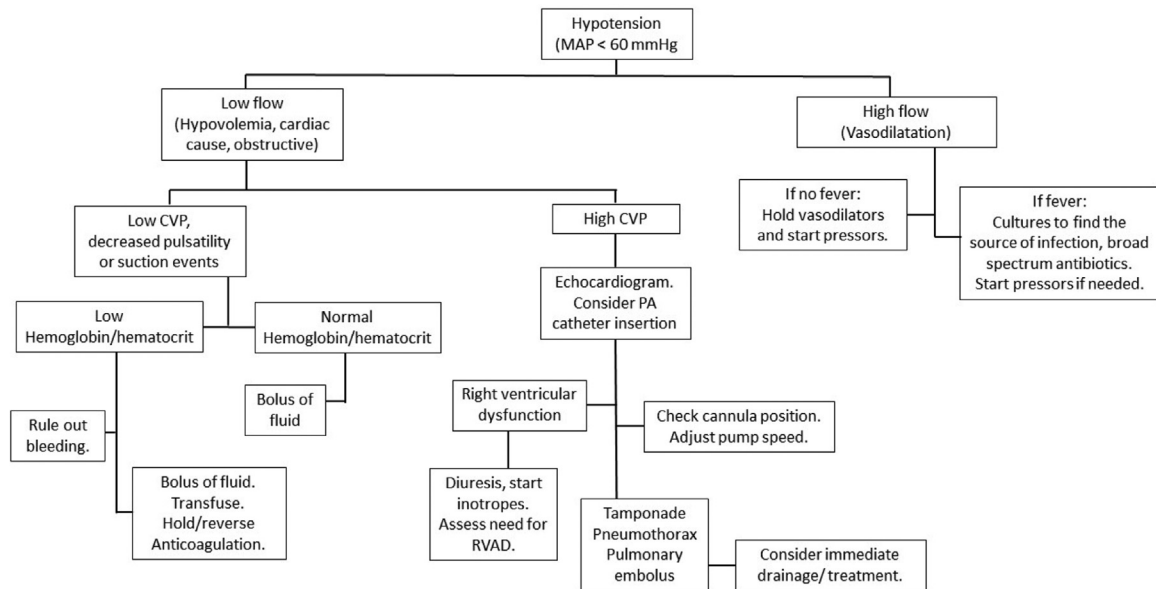 Hypotension
(MAP < 60 mmHg
Low flow
(Hypovolemia, cardiac
cause, obstructive)
High flow
(Vasodilatation)
If no fever:
Hold vasodilators
and start pressors.
If fever:
Cultures to find the
source of infection, broad
spectrum antibiotics.
Start pressors if needed.
Low CVP,
decreased pulsatility
or suction events
High CVP
Echocardiogram.
Consider PA
catheter insertion
Low
Hemoglobin/hematocrit
Normal
Hemoglobin/hematocrit
Bolus of
fluid
Rule out
bleeding.
Bolus of fluid.
Transfuse.
Hold/reverse
Anticoagulation.
Right ventricular
dysfunction
Check cannula position.
Adjust pump speed.
Diuresis, start
inotropes.
Assess need for
RVAD.
Tamponade
Pneumothorax
Pulmonary
embolus
Consider immediate
drainage/ treatment.